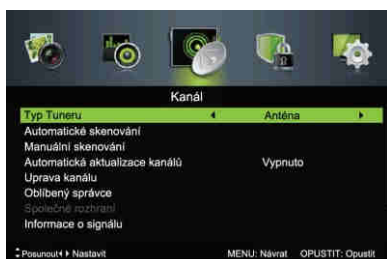 Kanál
Typ Tuneru Anténa
Automatické skenování
Manuální skenování
Automatická aktualizace kanálů Vypnuto
Uprava kanálu
Oblíbený správce
Společné rozhraní
Informace o signálu
Posunout Nastavit MENU: Návrat OPUSTIT: Opustit